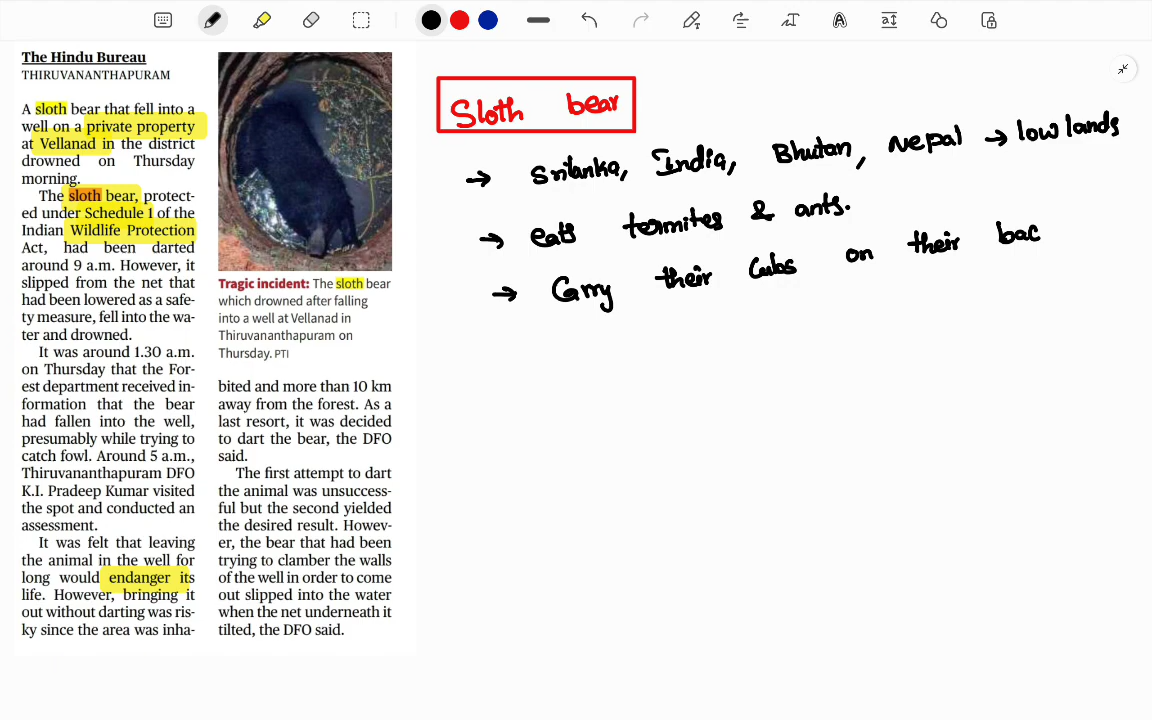 The Hindu Bureau
THIRUVANANTHAPURAM
A sloth bear that fell into a
well on a private property
at Vellanad in the district
drowned on Thursday
morning.
The sloth bear, protect-
ed under Schedule 1 of the
Indian Wildlife Protection
Act, had been darted
around 9 a.m. However, it
slipped from the net that
had been lowered as a safe-
ty measure, fell into the wa-
ter and drowned.
It was around 1.30 a.m.
on Thursday that the For-
est department received in-
formation that the bear
had fallen into the well,
presumably while trying to
catch fowl. Around 5 a.m.,
Thiruvananthapuram DFO
K.I. Pradeep Kumar visited
the spot and conducted an
assessment.
It was felt that leaving
the animal in the well for
long would endanger its
life. However, bringing it
out without darting was ris-
ky since the area was inha-
Tragic incident: The sloth bear
which drowned after falling
into a well at Vellanad in
Thiruvananthapuram on
Thursday. PTI
bited and more than 10 km
away from the forest. As a
last resort, it was decided
to dart the bear, the DFO
said.
The first attempt to dart
the animal was unsuccess-
ful but the second yielded
the desired result. Howev-
er, the bear that had been
trying to clamber the walls
of the well in order to come
out slipped into the water
when the net underneath it
tilted, the DFO said.
Sloth bear
→ Srilanka, India, Bhutan, Nepal → low lands
→ eats termites & ants.
→ Carry their Cubs on their bac